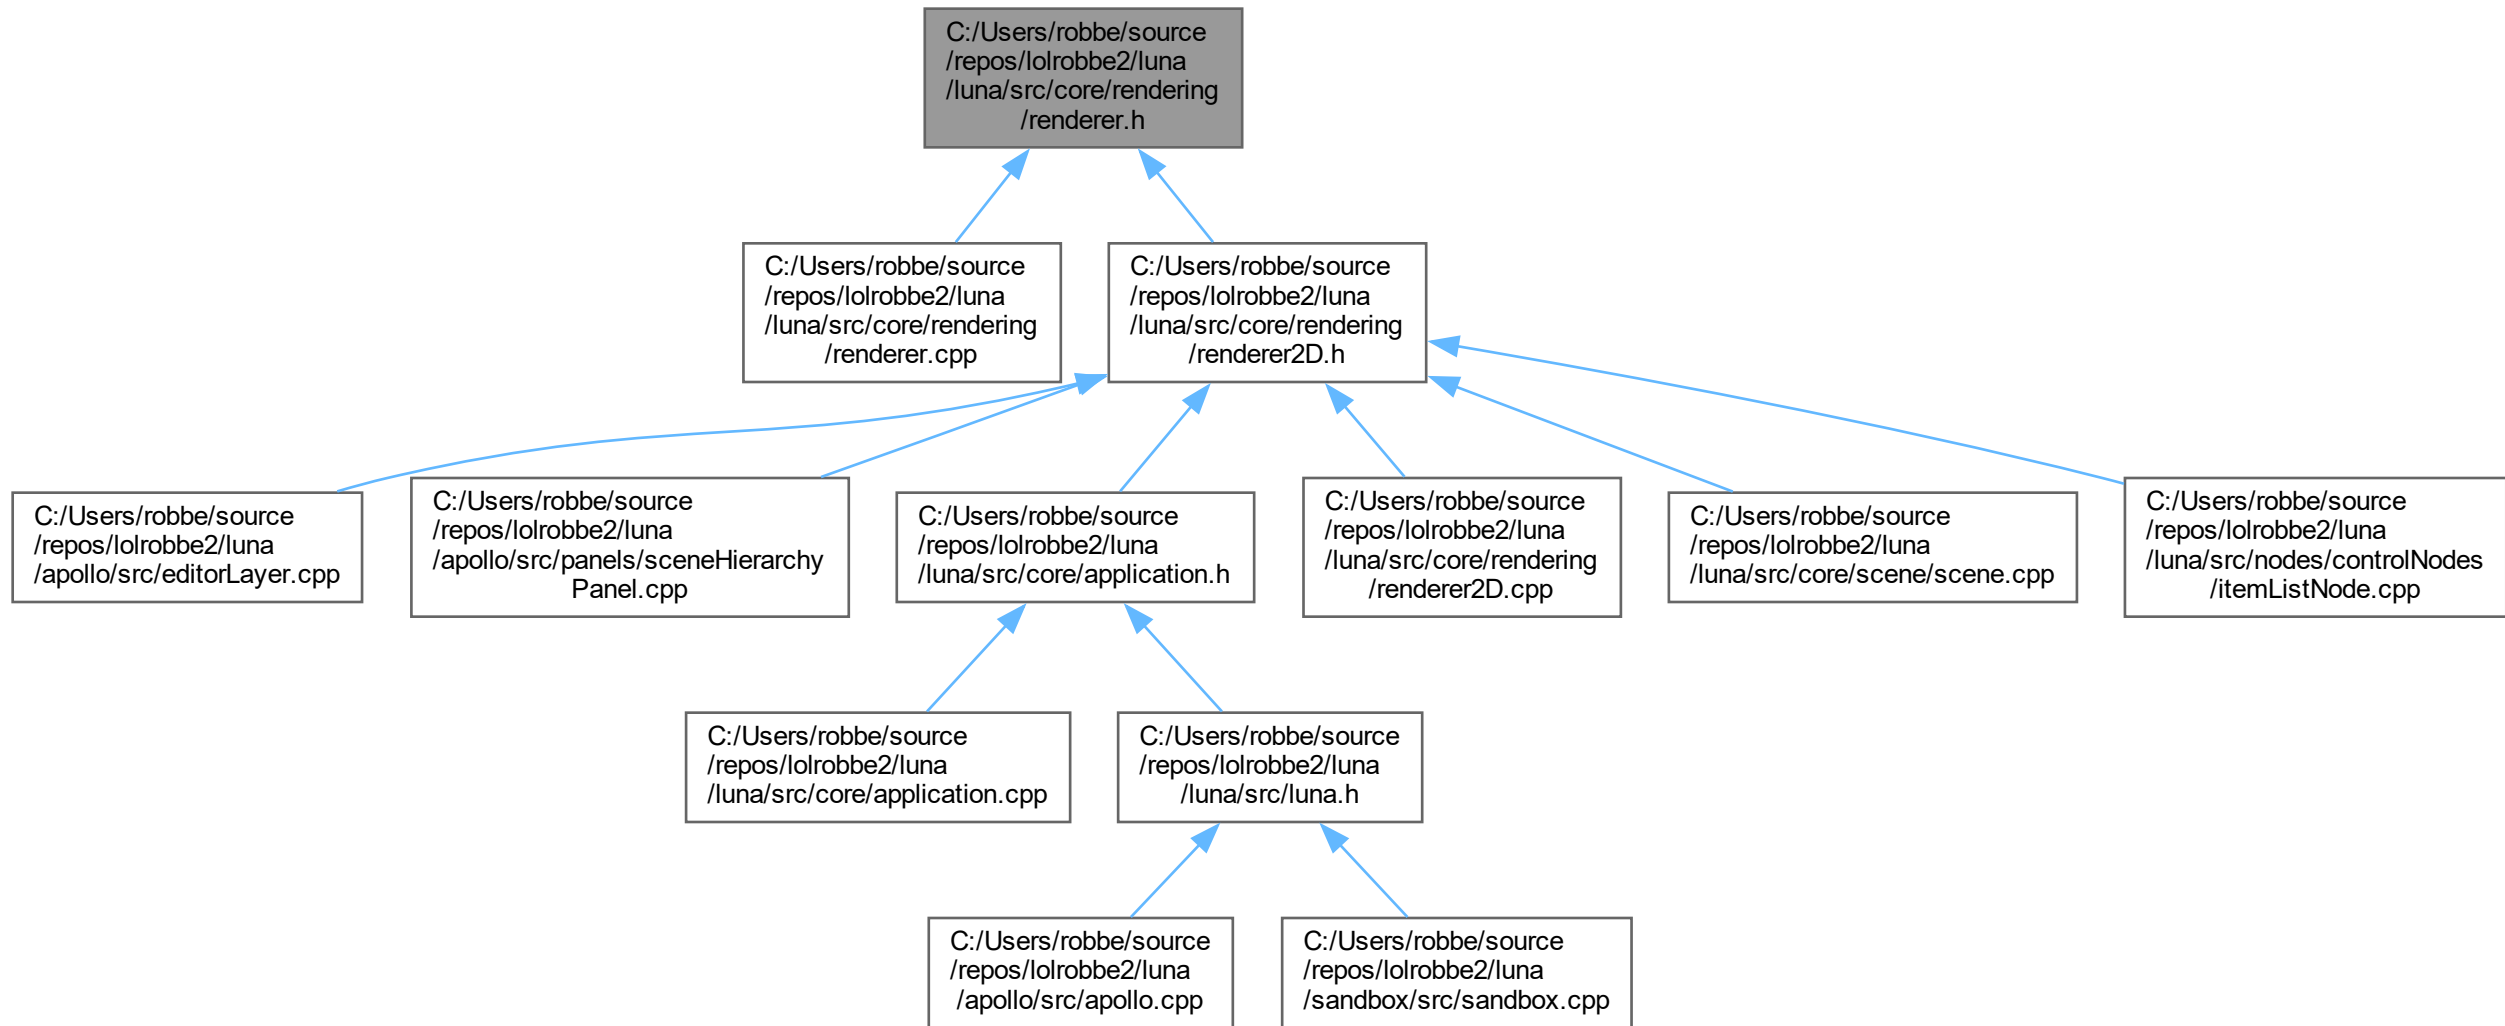 C:/Users/robbe/source
/repos/lolrobbe2/luna
/luna/src/core/rendering
/renderer.h
C:/Users/robbe/source
/repos/lolrobbe2/luna
/luna/src/core/rendering
/renderer.cpp
C:/Users/robbe/source
/repos/lolrobbe2/luna
/luna/src/core/rendering
/renderer2D.h
C:/Users/robbe/source
/repos/lolrobbe2/luna
/apollo/src/editorLayer.cpp
C:/Users/robbe/source
/repos/lolrobbe2/luna
/apollo/src/panels/sceneHierarchy
Panel.cpp
C:/Users/robbe/source
/repos/lolrobbe2/luna
/luna/src/core/application.h
C:/Users/robbe/source
/repos/lolrobbe2/luna
/luna/src/core/rendering
/renderer2D.cpp
C:/Users/robbe/source
/repos/lolrobbe2/luna
/luna/src/core/scene/scene.cpp
C:/Users/robbe/source
/repos/lolrobbe2/luna
/luna/src/nodes/controlNodes
/itemListNode.cpp
C:/Users/robbe/source
/repos/lolrobbe2/luna
/luna/src/core/application.cpp
C:/Users/robbe/source
/repos/lolrobbe2/luna
/luna/src/luna.h
C:/Users/robbe/source
/repos/lolrobbe2/luna
/apollo/src/apollo.cpp
C:/Users/robbe/source
/repos/lolrobbe2/luna
/sandbox/src/sandbox.cpp